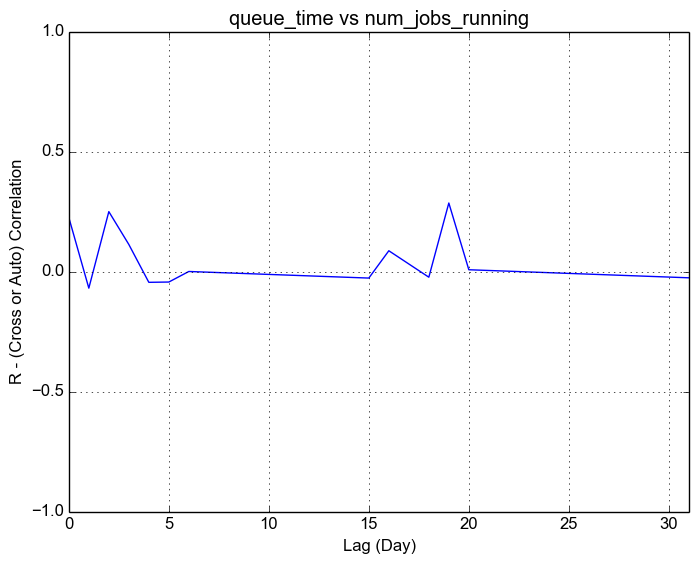 queue_time vs num_jobs_running
1.0
0.5
0.0
−0.5
−1.0
R - (Cross or Auto) Correlation
0 5 10 15 20 25 30
Lag (Day)